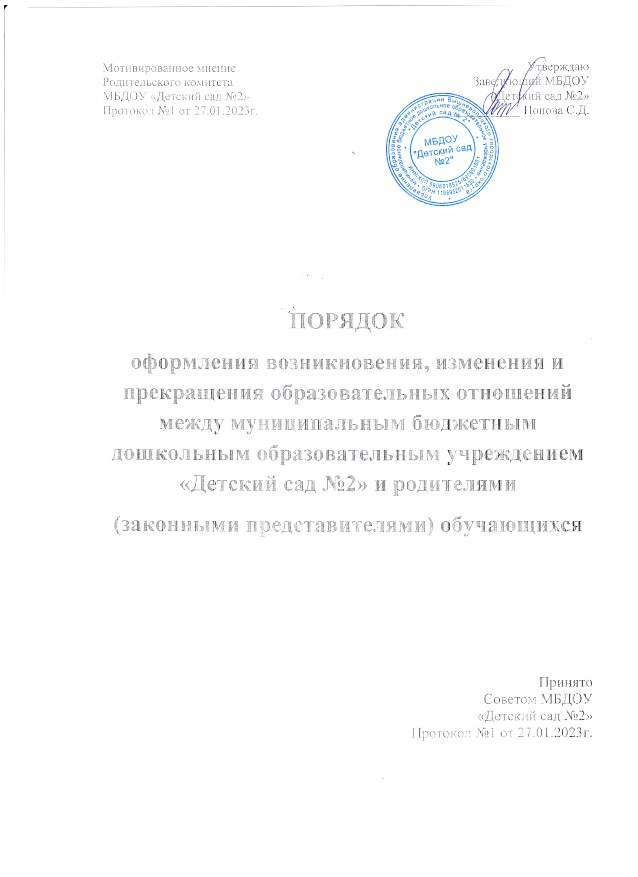 Мотивированное мнение
Родительского комитета
МБДОУ «Детский сад №2»
Протокол №1 от 27.01.2023г.
Утверждаю
Заведующий МБДОУ
«Детский сад №2»
Попова С.Д.
МБДОУ
"Детский сад
№2"
ПОРЯДОК
оформления возникновения, изменения и
прекращения образовательных отношений
между муниципальным бюджетным
дошкольным образовательным учреждением
«Детский сад №2» и родителями
(законными представителями) обучающихся
Принято
Советом МБДОУ
«Детский сад №2»
Протокол №1 от 27.01.2023г.